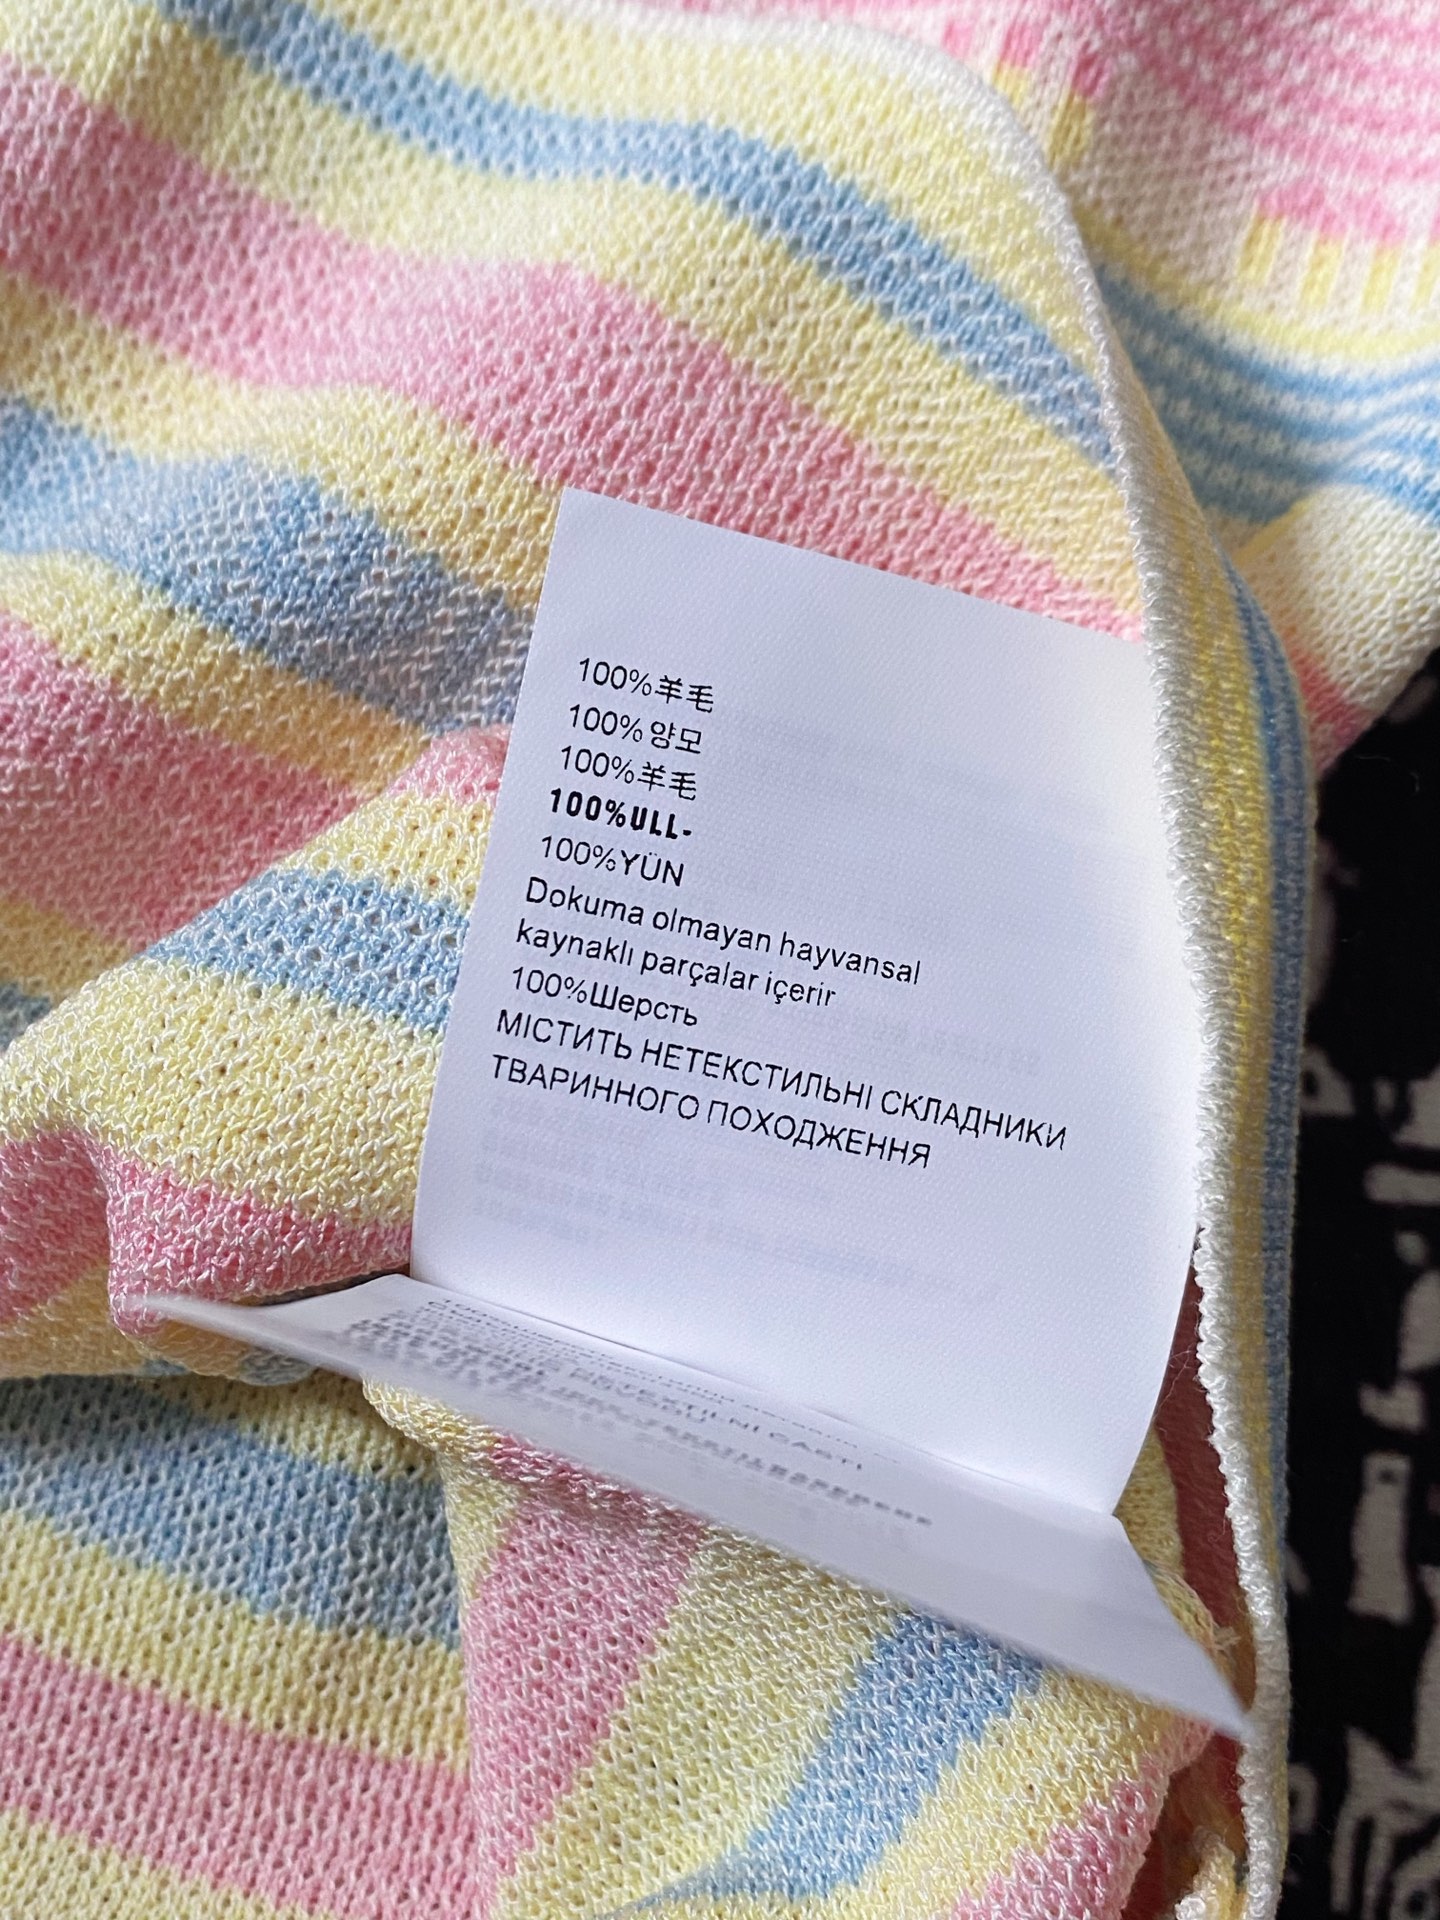 100%羊毛
100% 양모
100%羊毛
100%ULL-
100%YÜN
Dokuma olmayan hayvansal
kaynaklı parçalar içerir
100%Шерсть
МІСТИТЬ НЕТЕКСТИЛЬНІ СКЛАДНИКИ
ТВАРИННОГО ПОХОДЖЕННЯ